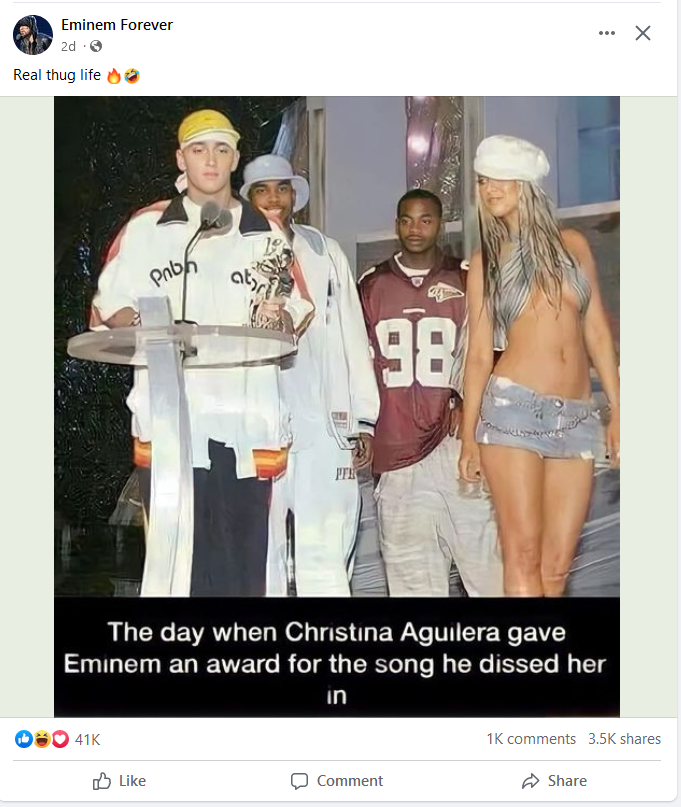 Eminem Forever
2d ·
Real thug life 🔥🤣
98
The day when Christina Aguilera gave
Eminem an award for the song he dissed her
in
41K
1K comments 3.5K shares
Like Comment Share